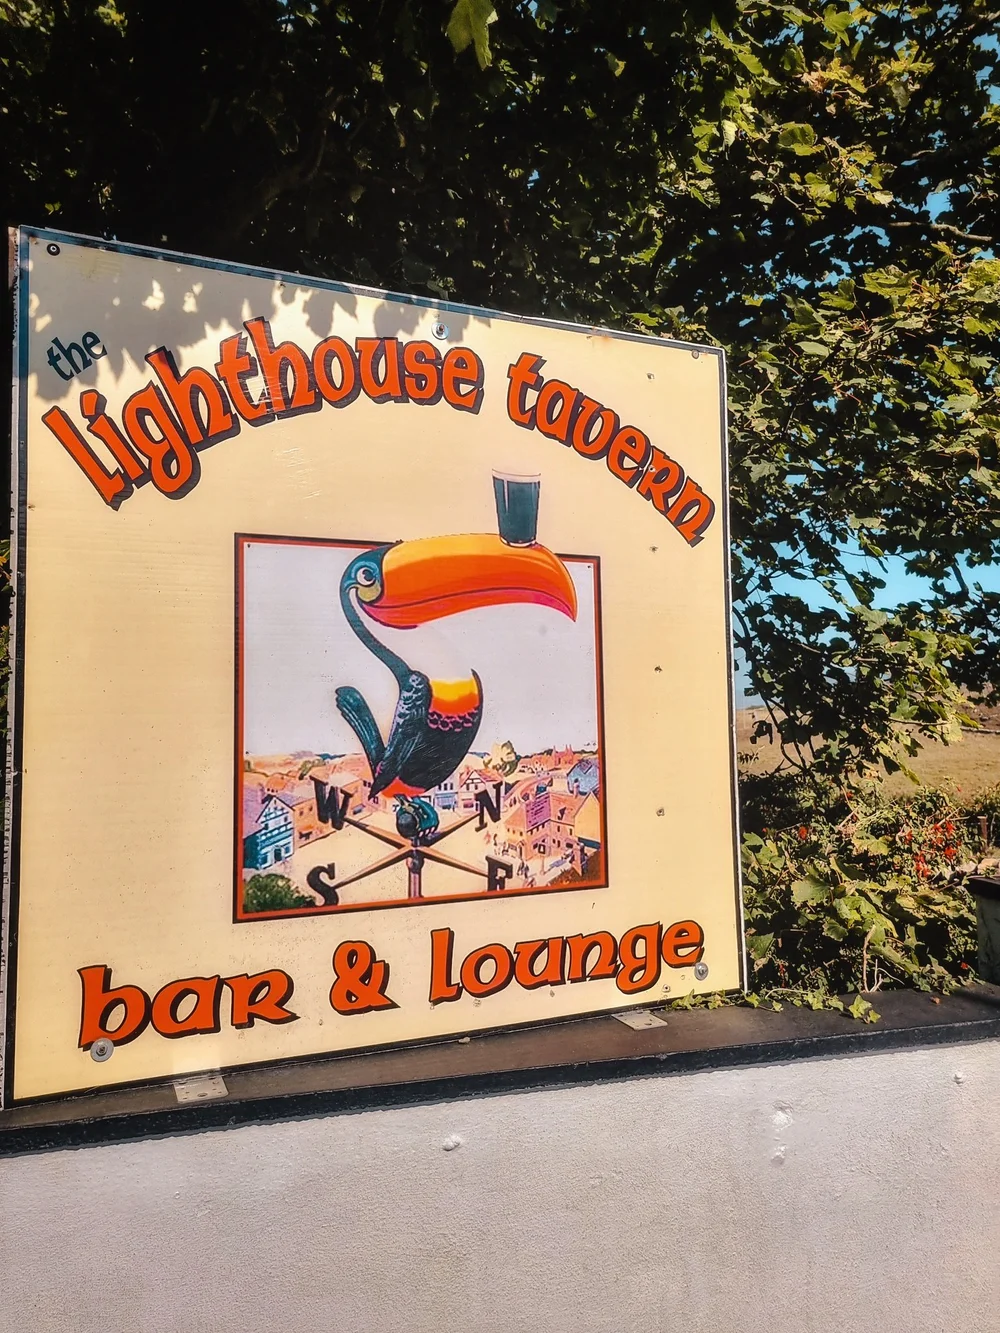 the
lighthouse tavern
W N
S E
bar & lounge